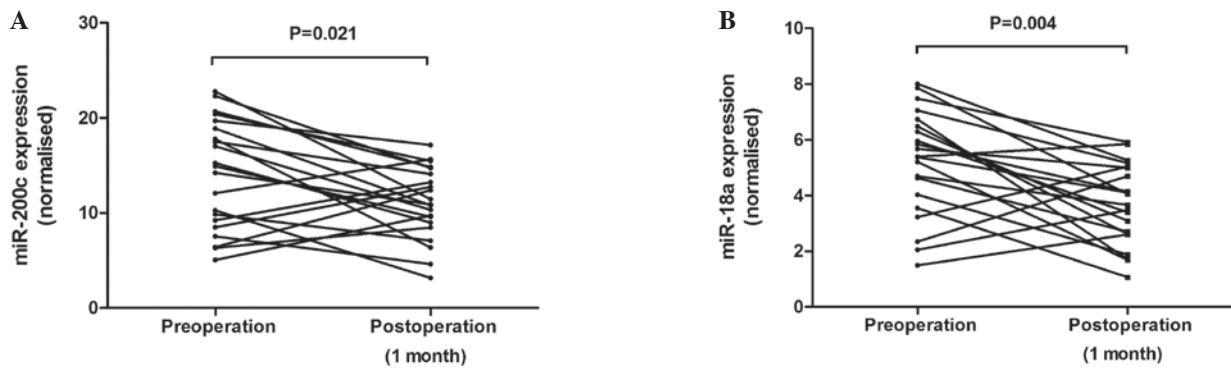 A
miR-200c expression
(normalised)
30
20
10
0
P=0.021
Preoperation
Postoperation
(1 month)
B
miR-18a expression
(normalised)
10
8
6
4
2
0
P=0.004
Preoperation
Postoperation
(1 month)